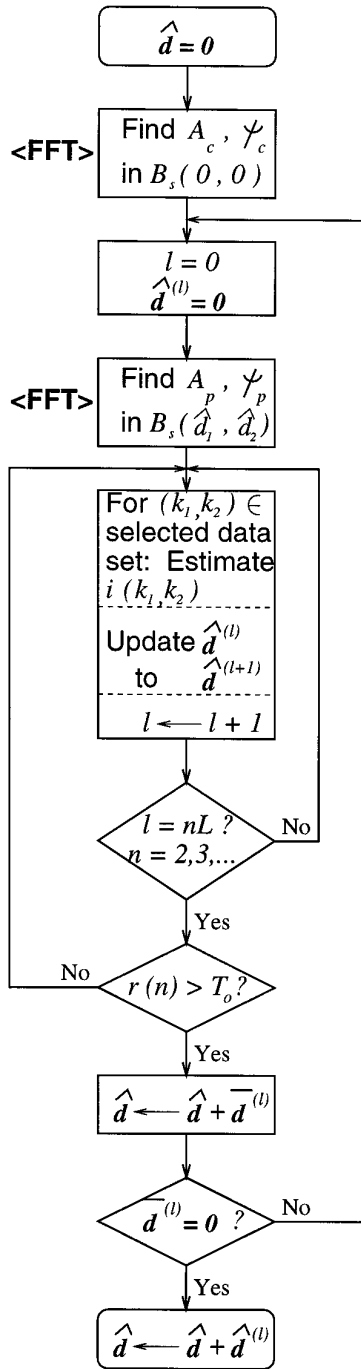 d̂ = 0
Find A_c , ψ_c
<FFT>
in B_s ( 0 , 0 )
l = 0
d̂^(l) = 0
Find A_p , ψ_p
<FFT>
in B_s ( d̂_1 , d̂_2 )
For (k_1,k_2) ∈
selected data
set: Estimate
i (k_1,k_2)
Update d̂^(l)
to d̂^(l+1)
l ← l + 1
l = nL ?
No
n = 2,3,...
Yes
No
r (n) > T_o?
Yes
d̂ ← d̂ + d̅^(l)
d̅^(l) = 0 ?
No
Yes
d̂ ← d̂ + d̂^(l)